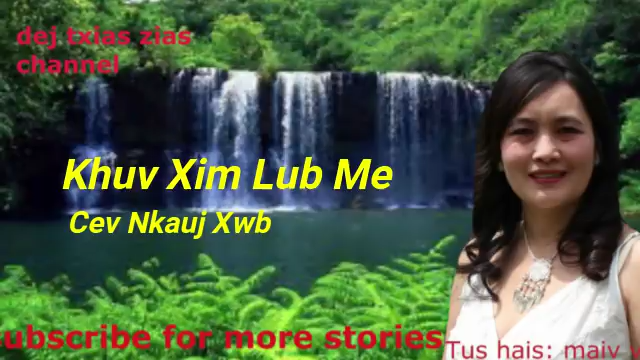 dej txias zias
channel
Khuv Xim Lub Me
Cev Nkauj Xwb
ubscribe for more stories
Tus hais: maiv